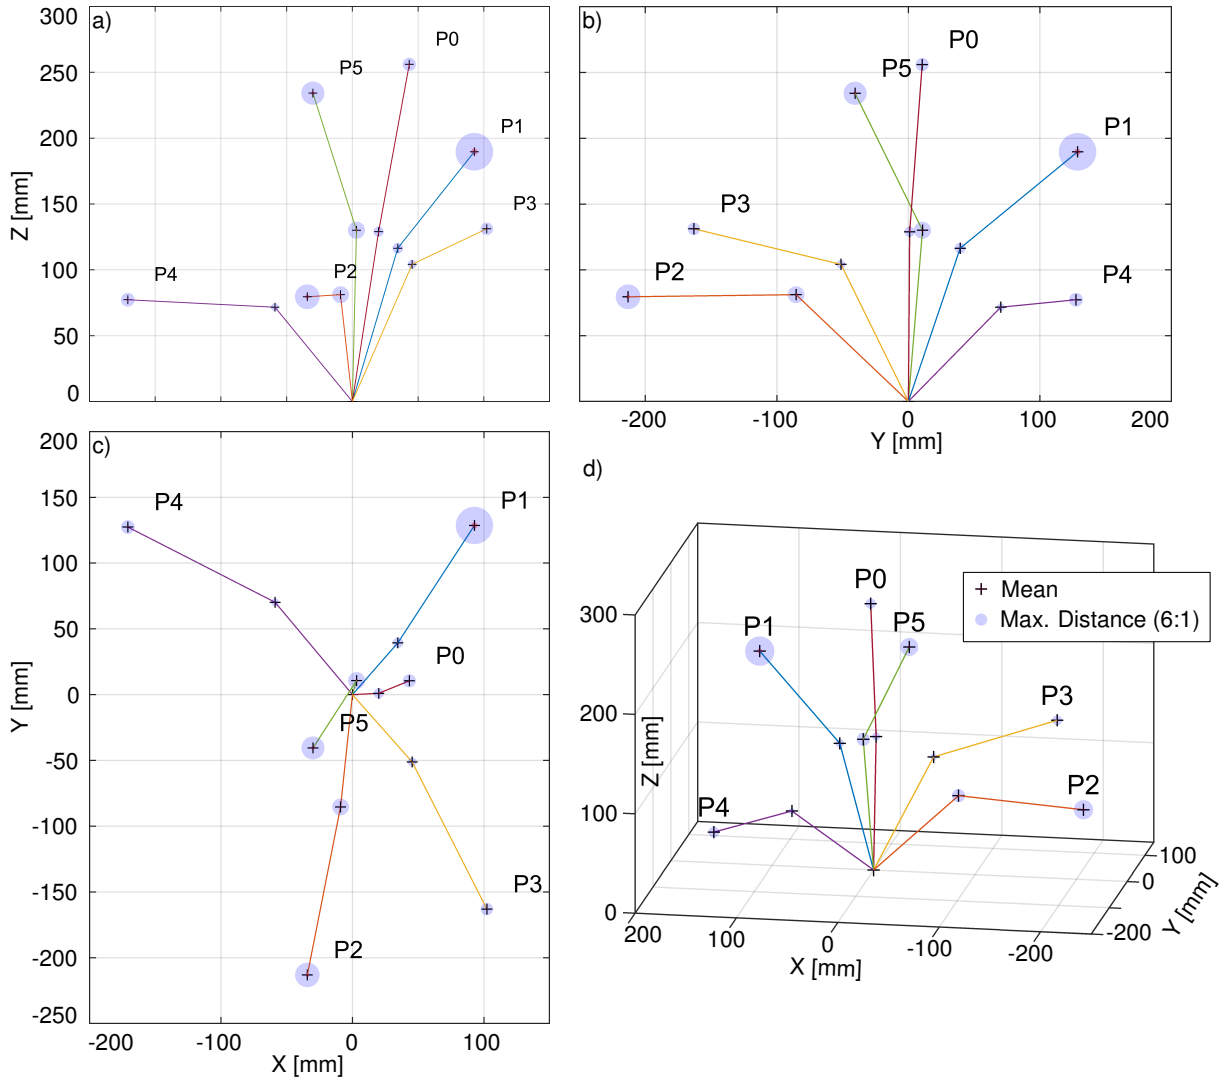 a)
300
250
200
150
100
50
0
Z [mm]
P0
P5
P1
P3
P4
P2
b)
P0
P5
P1
P3
P2
P4
-200
-100
0
100
200
Y [mm]
c)
200
150
100
50
0
-50
-100
-150
-200
-250
Y [mm]
P4
P1
P0
P5
P3
P2
-200
-100
0
100
X [mm]
d)
Mean
Max. Distance (6:1)
P0
P1
P5
P3
P4
P2
300
200
100
0
Z [mm]
200
100
0
-100
-200
X [mm]
100
0
-200
Y [mm]